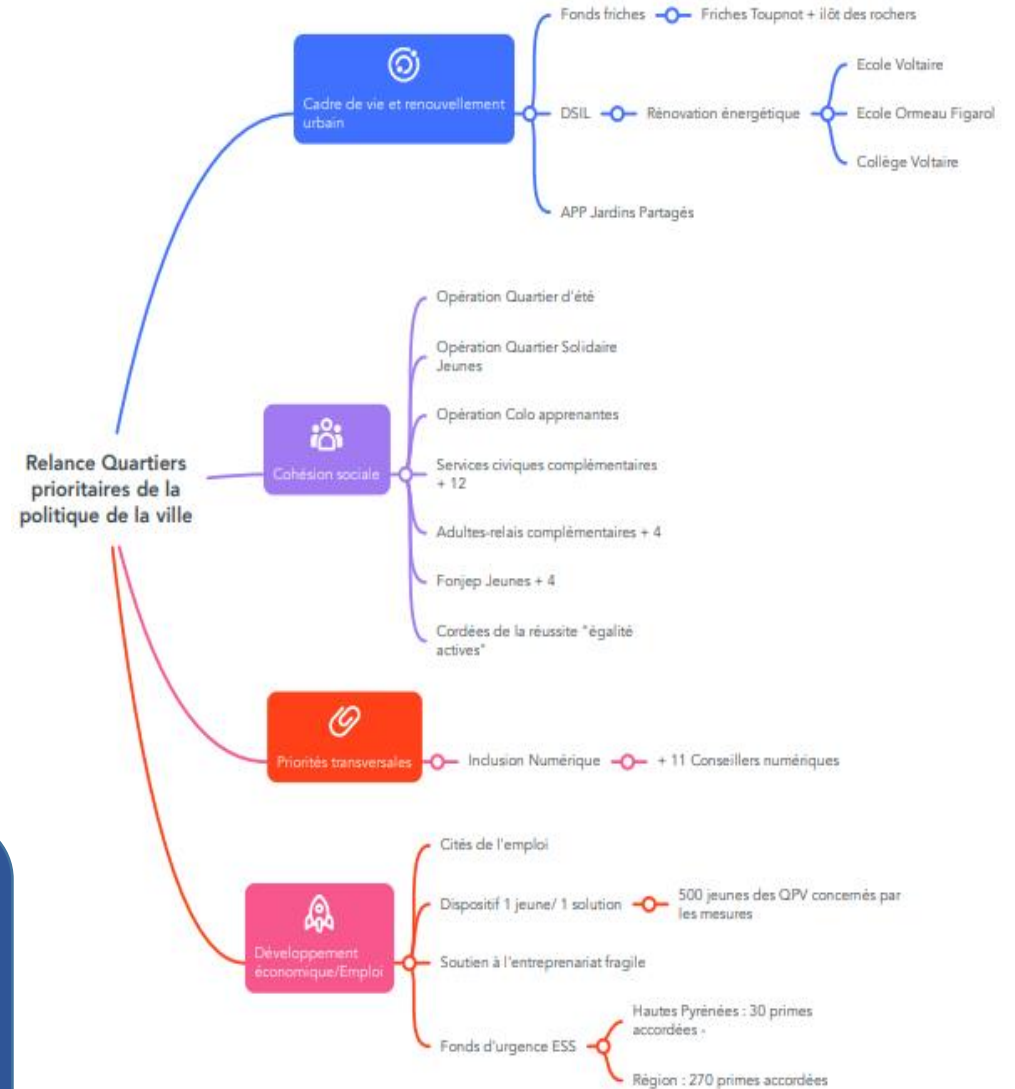 Relance Quartiers
prioritaires de la
politique de la ville
Cadre de vie et renouvellement
urbain
Fonds friches
Friches Toupnot + ilôt des rochers
DSIL
Rénovation énergétique
Ecole Voltaire
Ecole Ormeau Figarol
Collège Voltaire
APP Jardins Partagés
Cohésion sociale
Opération Quartier d'été
Opération Quartier Solidaire
Jeunes
Opération Colo apprenantes
Services civiques complémentaires
+ 12
Adultes-relais complémentaires + 4
Fonjep Jeunes + 4
Cordées de la réussite "égalité
actives"
Priorités transversales
Inclusion Numérique
+ 11 Conseillers numériques
Développement
économique/Emploi
Cités de l'emploi
Dispositif 1 jeune/ 1 solution
500 jeunes des QPV concernés par
les mesures
Soutien à l'entreprenariat fragile
Fonds d'urgence ESS
Hautes Pyrénées : 30 primes
accordées -
Région : 270 primes accordées